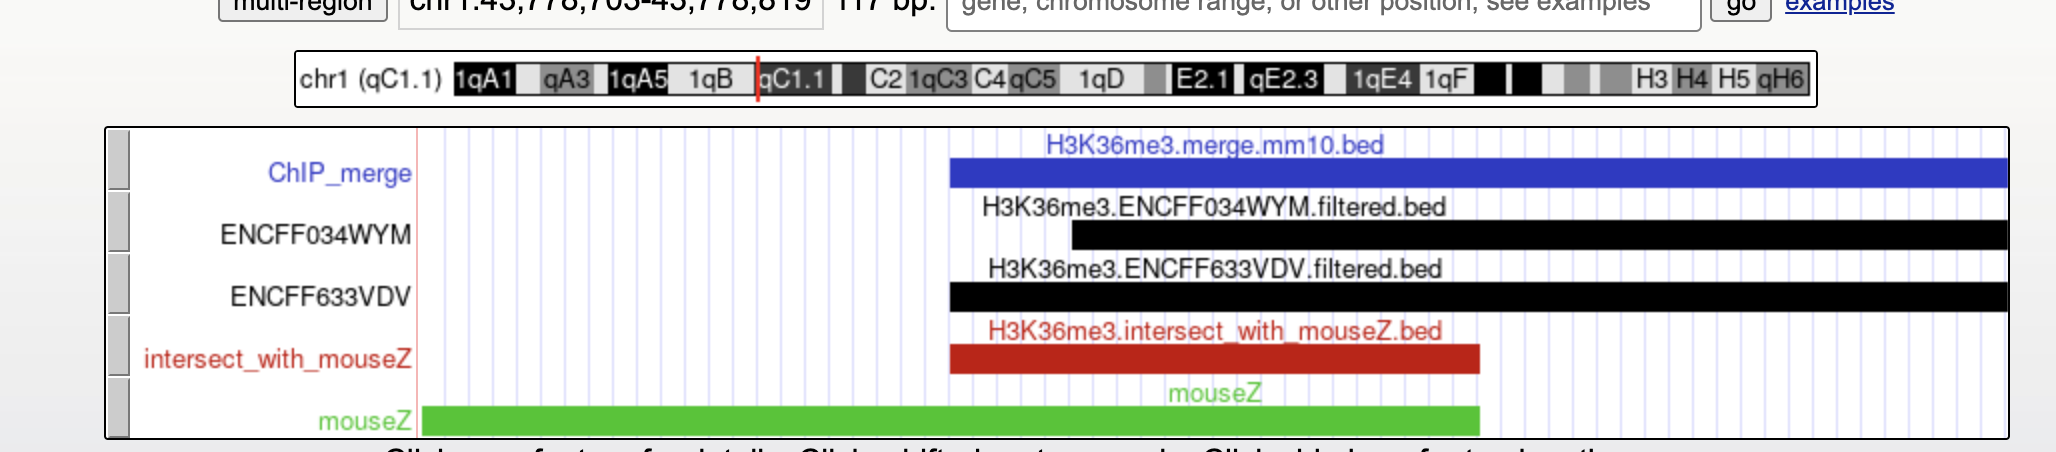 multi-region chr1:43,778,703-43,778,819 117 bp. gene, chromosome range, or other position, see examples go examples
chr1 (qC1.1) 1qA1 qA3 1qA5 1qB qC1.1 C2 1qC3 C4 qC5 1qD E2.1 qE2.3 1qE4 1qF H3 H4 H5 qH6
H3K36me3.merge.mm10.bed
ChIP_merge
H3K36me3.ENCFF034WYM.filtered.bed
ENCFF034WYM
H3K36me3.ENCFF633VDV.filtered.bed
ENCFF633VDV
H3K36me3.intersect_with_mouseZ.bed
intersect_with_mouseZ
mouseZ
mouseZ